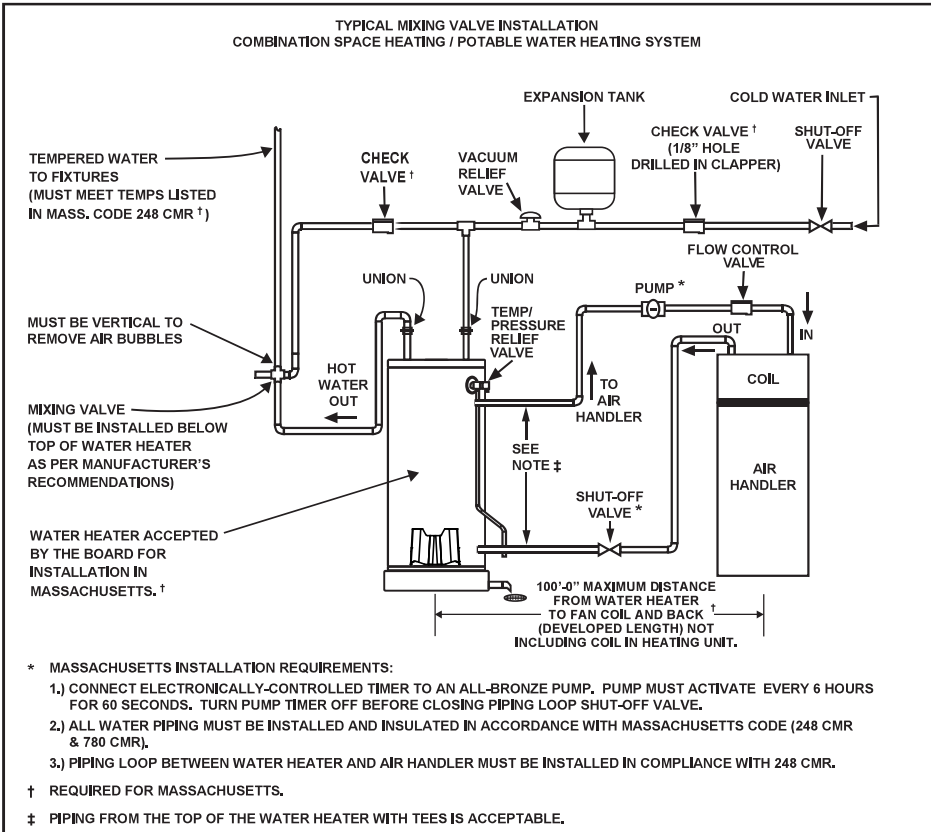 TYPICAL MIXING VALVE INSTALLATION
COMBINATION SPACE HEATING / POTABLE WATER HEATING SYSTEM
EXPANSION TANK
COLD WATER INLET
TEMPERED WATER
TO FIXTURES
(MUST MEET TEMPS LISTED
IN MASS. CODE 248 CMR †)
CHECK
VALVE †
VACUUM
RELIEF
VALVE
CHECK VALVE †
(1/8” HOLE
DRILLED IN CLAPPER)
SHUT-OFF
VALVE
FLOW CONTROL
VALVE
UNION
UNION
PUMP *
MUST BE VERTICAL TO
REMOVE AIR BUBBLES
TEMP/
PRESSURE
RELIEF
VALVE
OUT
IN
HOT
WATER
OUT
TO
AIR
HANDLER
COIL
MIXING VALVE
(MUST BE INSTALLED BELOW
TOP OF WATER HEATER
AS PER MANUFACTURER’S
RECOMMENDATIONS)
SEE
NOTE ‡
AIR
HANDLER
SHUT-OFF
VALVE *
WATER HEATER ACCEPTED
BY THE BOARD FOR
INSTALLATION IN
MASSACHUSETTS. †
100’-0” MAXIMUM DISTANCE
FROM WATER HEATER
TO FAN COIL AND BACK †
(DEVELOPED LENGTH) NOT
INCLUDING COIL IN HEATING UNIT.
* MASSACHUSETTS INSTALLATION REQUIREMENTS:
1.) CONNECT ELECTRONICALLY-CONTROLLED TIMER TO AN ALL-BRONZE PUMP. PUMP MUST ACTIVATE EVERY 6 HOURS
FOR 60 SECONDS. TURN PUMP TIMER OFF BEFORE CLOSING PIPING LOOP SHUT-OFF VALVE.
2.) ALL WATER PIPING MUST BE INSTALLED AND INSULATED IN ACCORDANCE WITH MASSACHUSETTS CODE (248 CMR
& 780 CMR).
3.) PIPING LOOP BETWEEN WATER HEATER AND AIR HANDLER MUST BE INSTALLED IN COMPLIANCE WITH 248 CMR.
† REQUIRED FOR MASSACHUSETTS.
‡ PIPING FROM THE TOP OF THE WATER HEATER WITH TEES IS ACCEPTABLE.